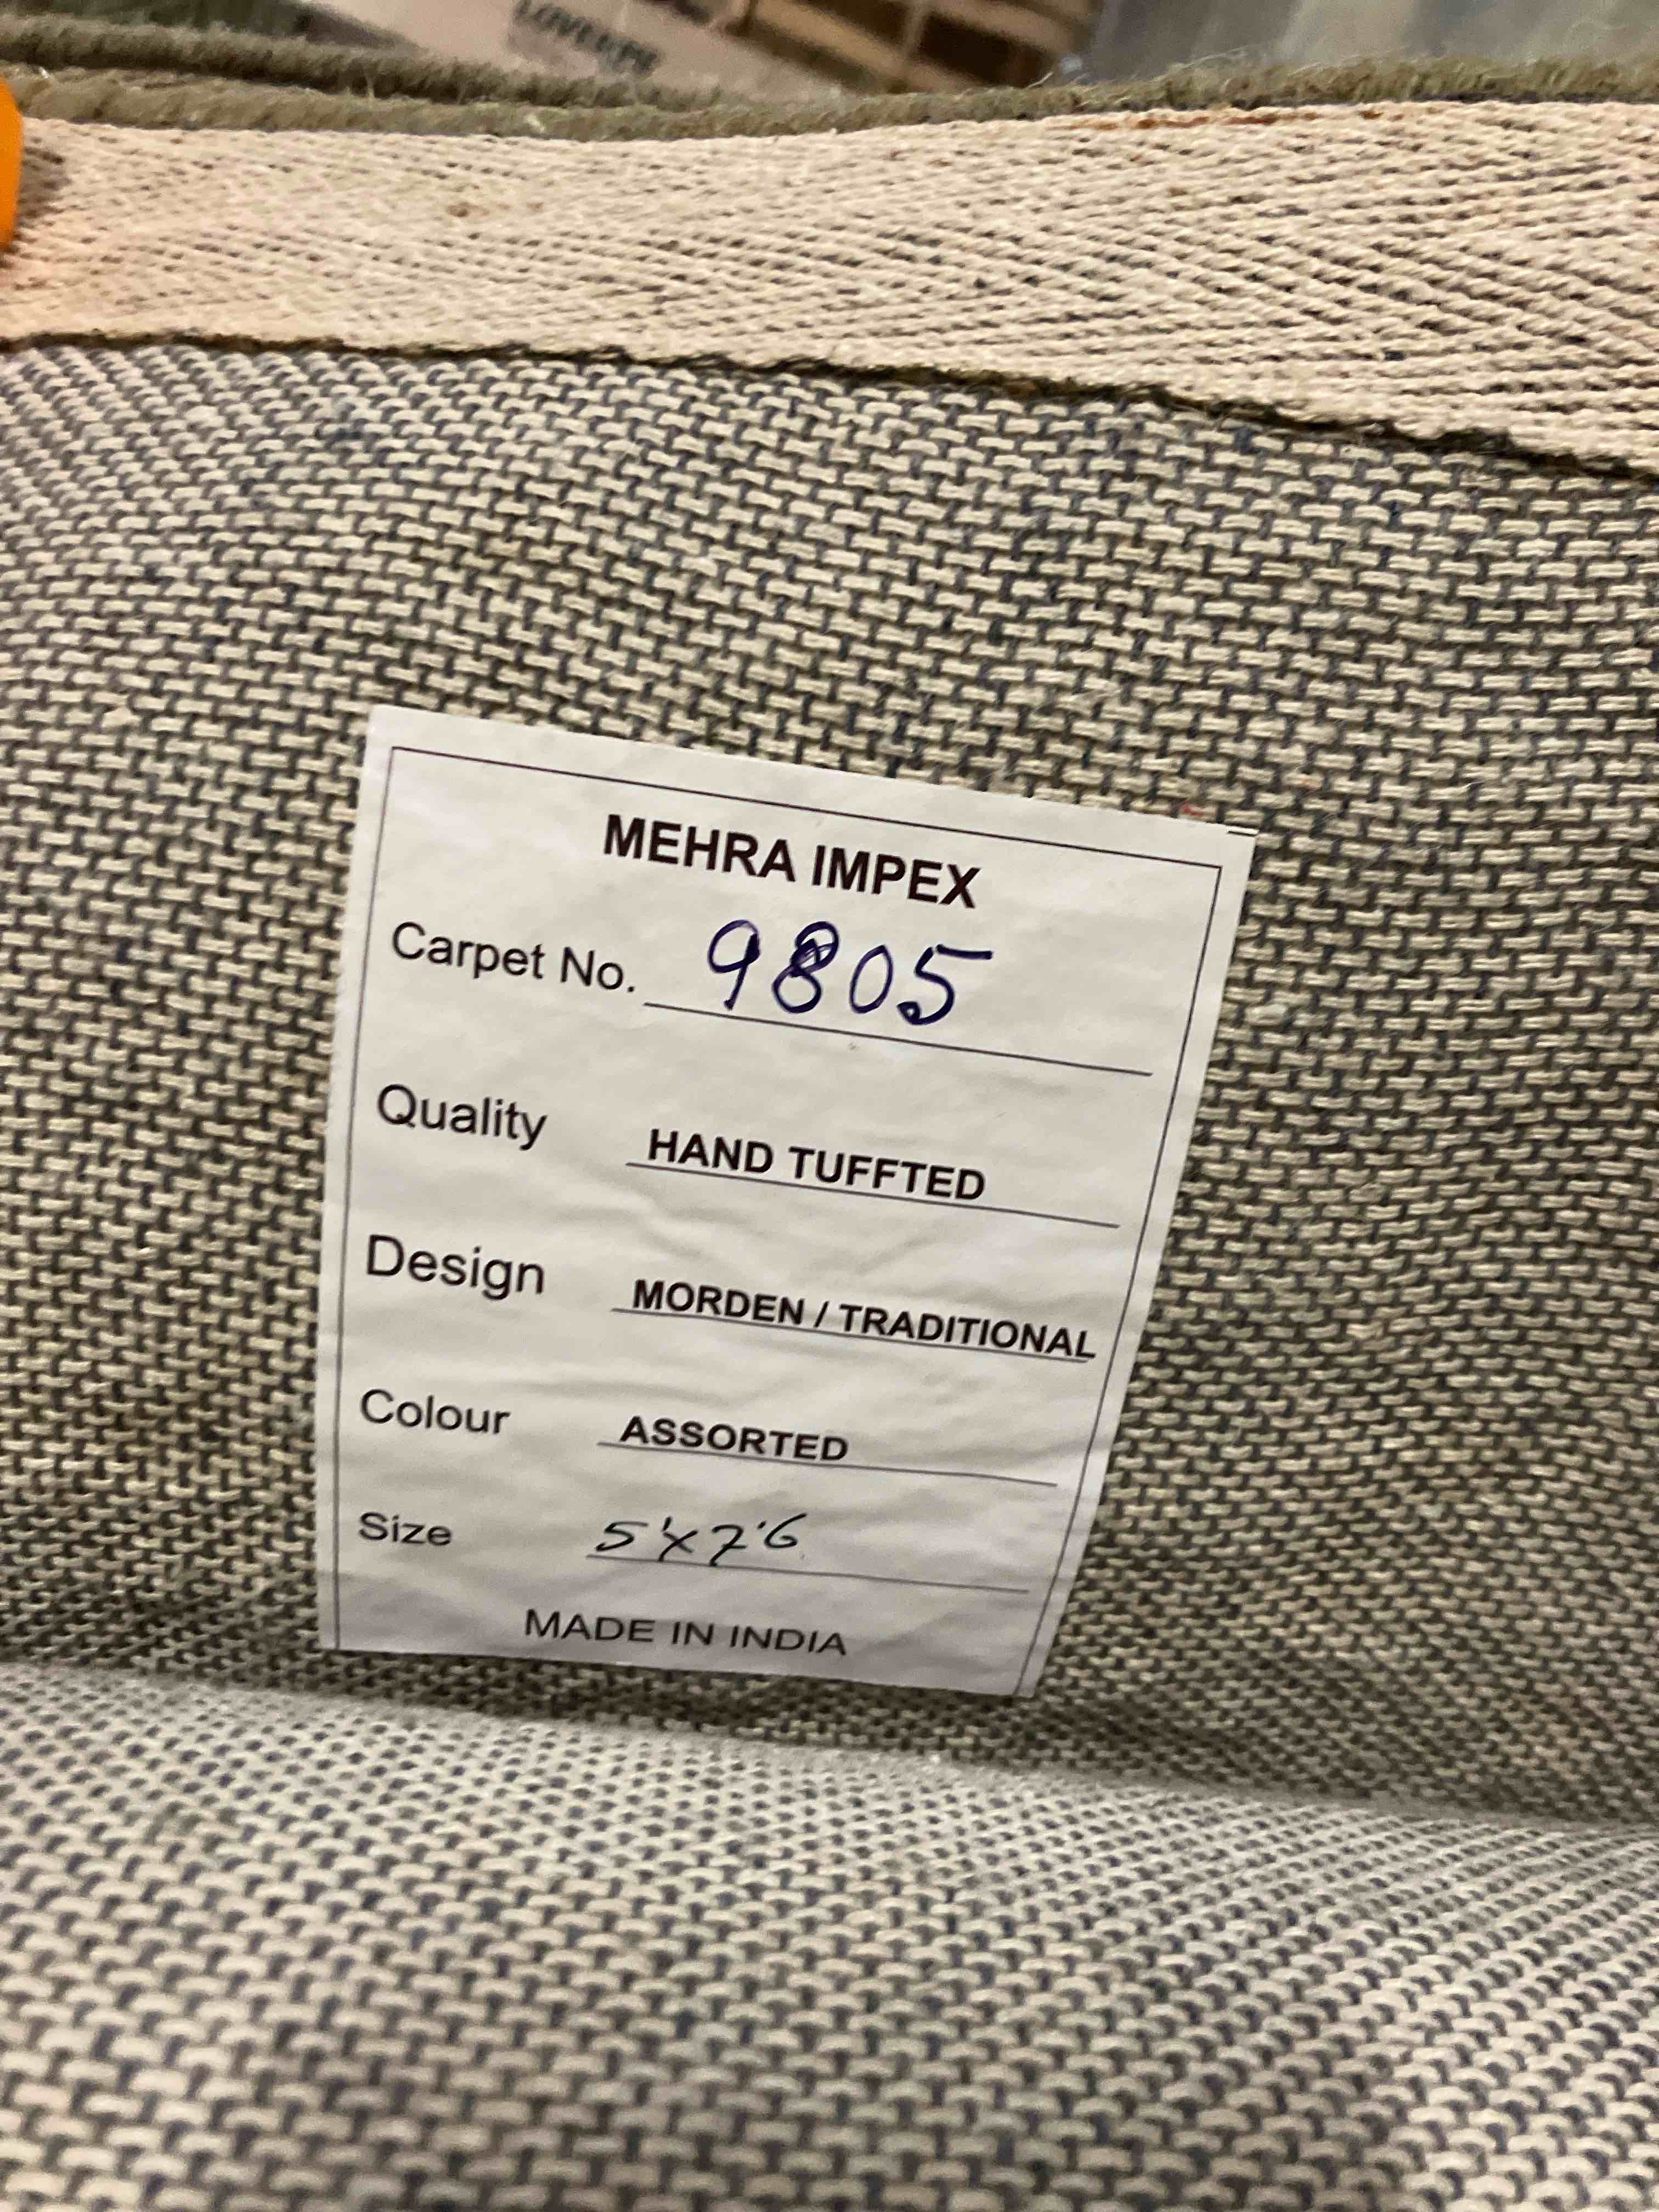 MEHRA IMPEX
Carpet No. 9805
Quality HAND TUFFTED
Design MORDEN / TRADITIONAL
Colour ASSORTED
Size 5'x7'6
MADE IN INDIA